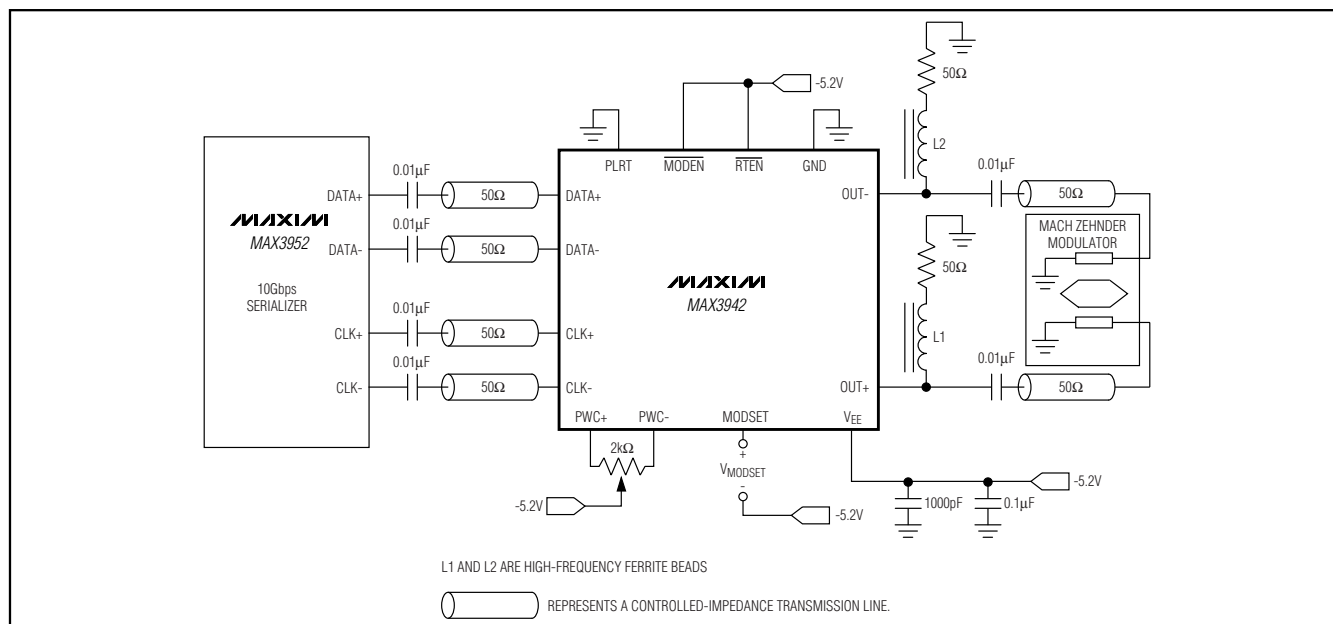 -5.2V
50Ω
L2
PLRT
MODEN
RTEN
GND
0.01µF
DATA+
50Ω
DATA+
OUT-
0.01µF
50Ω
MAXIM
MAX3952
0.01µF
DATA-
50Ω
DATA-
MACH ZEHNDER
MODULATOR
50Ω
MAXIM
MAX3942
10Gbps
SERIALIZER
0.01µF
CLK+
50Ω
CLK+
L1
0.01µF
CLK-
50Ω
CLK-
OUT+
0.01µF
50Ω
PWC+
PWC-
MODSET
VEE
2kΩ
+
VMODSET
-
-5.2V
-5.2V
1000pF
0.1µF
-5.2V
L1 AND L2 ARE HIGH-FREQUENCY FERRITE BEADS
REPRESENTS A CONTROLLED-IMPEDANCE TRANSMISSION LINE.